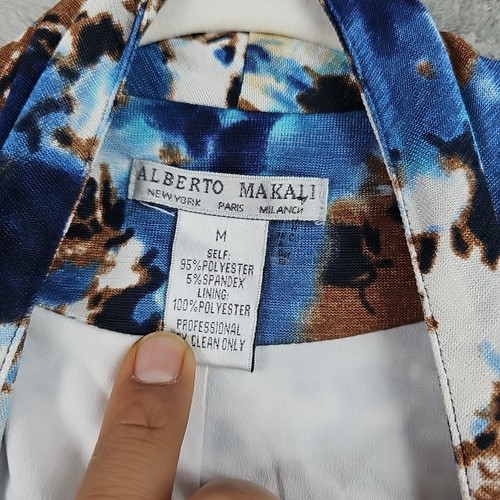 ALBERTO MAKALI
NEW YORK PARIS MILANO
M
SELF:
95%POLYESTER
5%SPANDEX
LINING:
100%POLYESTER
PROFESSIONAL
CLEAN ONLY